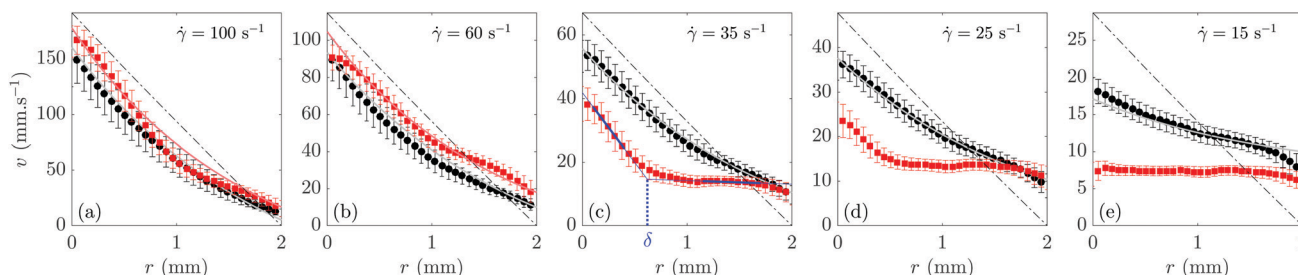 γ̇ = 100 s⁻¹
γ̇ = 60 s⁻¹
γ̇ = 35 s⁻¹
γ̇ = 25 s⁻¹
γ̇ = 15 s⁻¹
v (mm.s⁻¹)
150
100
50
0
100
80
60
40
20
0
60
40
20
0
40
30
20
10
0
25
20
15
10
5
0
(a)
(b)
(c)
(d)
(e)
0 1 2
0 1 2
0 δ 1 2
0 1 2
0 1 2
r (mm)
r (mm)
r (mm)
r (mm)
r (mm)